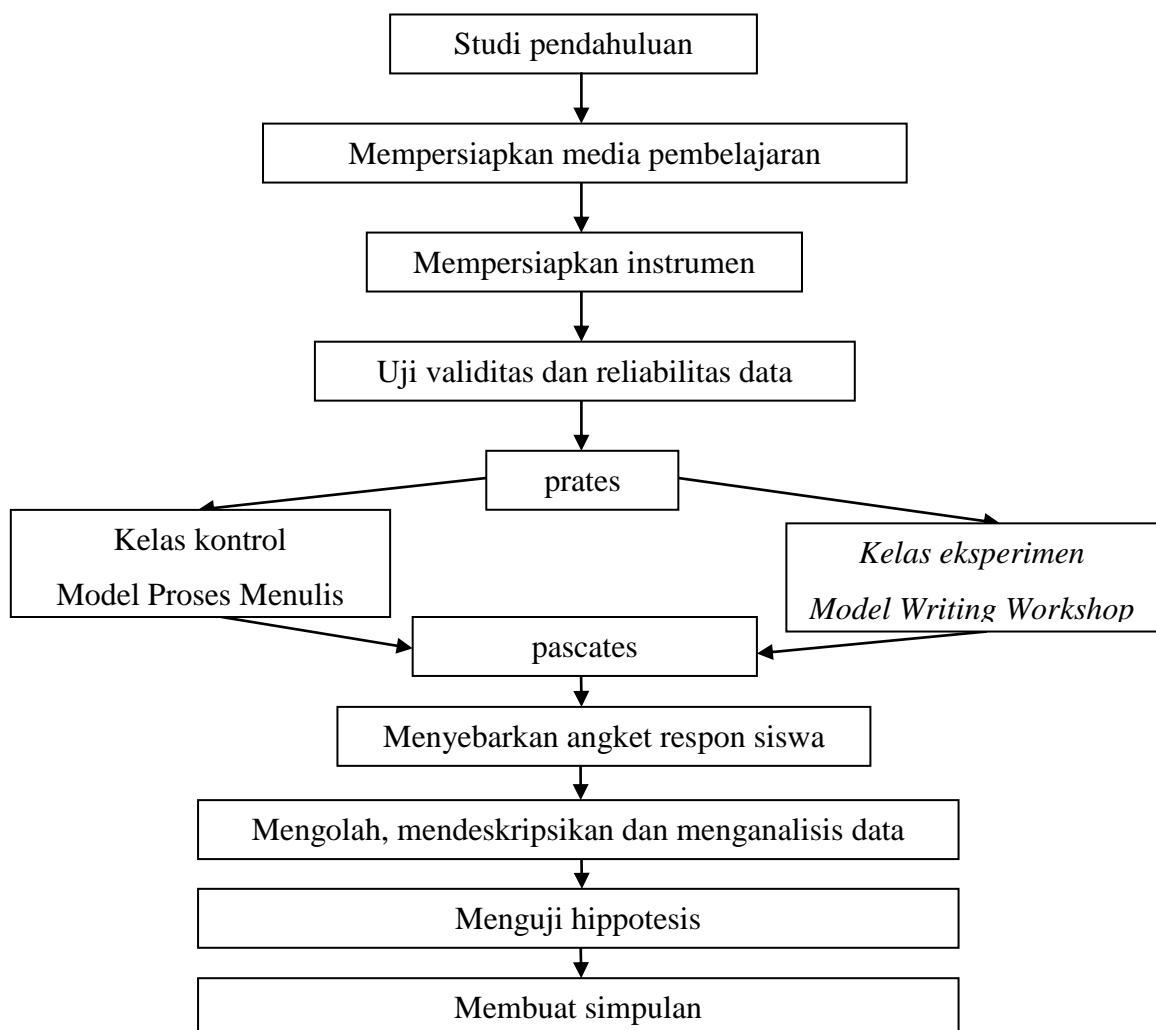 Studi pendahuluan
Mempersiapkan media pembelajaran
Mempersiapkan instrumen
Uji validitas dan reliabilitas data
prates
Kelas kontrol
Model Proses Menulis
Kelas eksperimen
Model Writing Workshop
pascates
Menyebarkan angket respon siswa
Mengolah, mendeskripsikan dan menganalisis data
Menguji hippotesis
Membuat simpulan